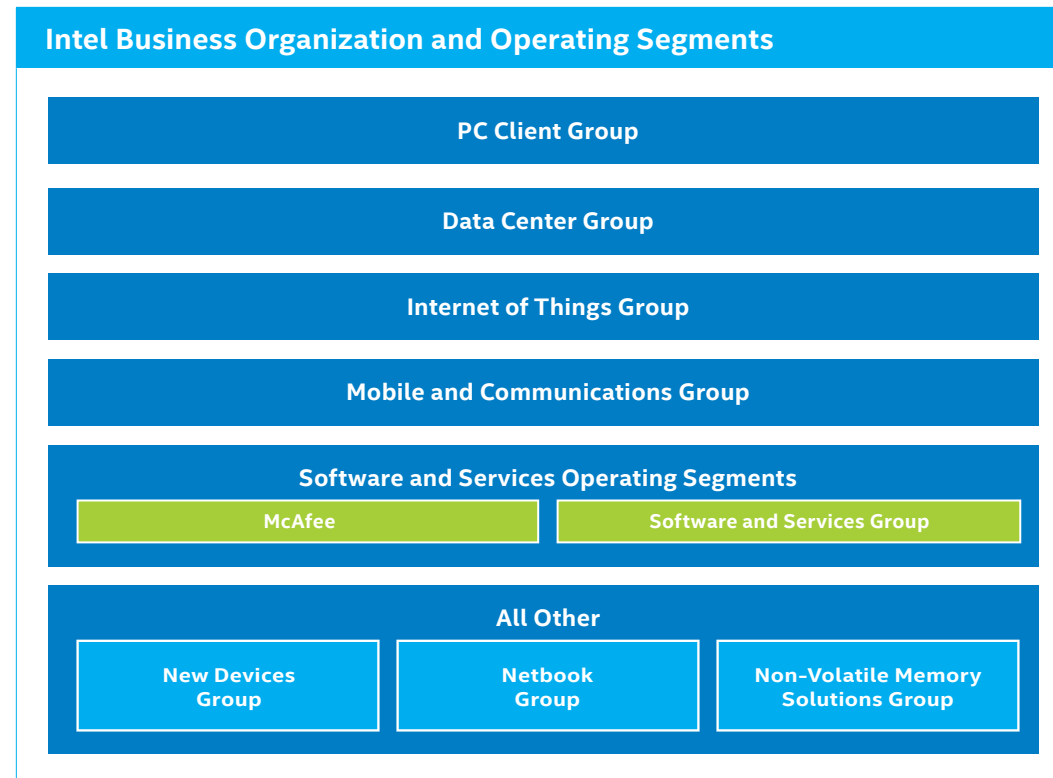 Intel Business Organization and Operating Segments
PC Client Group
Data Center Group
Internet of Things Group
Mobile and Communications Group
Software and Services Operating Segments
McAfee
Software and Services Group
All Other
New Devices
Group
Netbook
Group
Non-Volatile Memory
Solutions Group